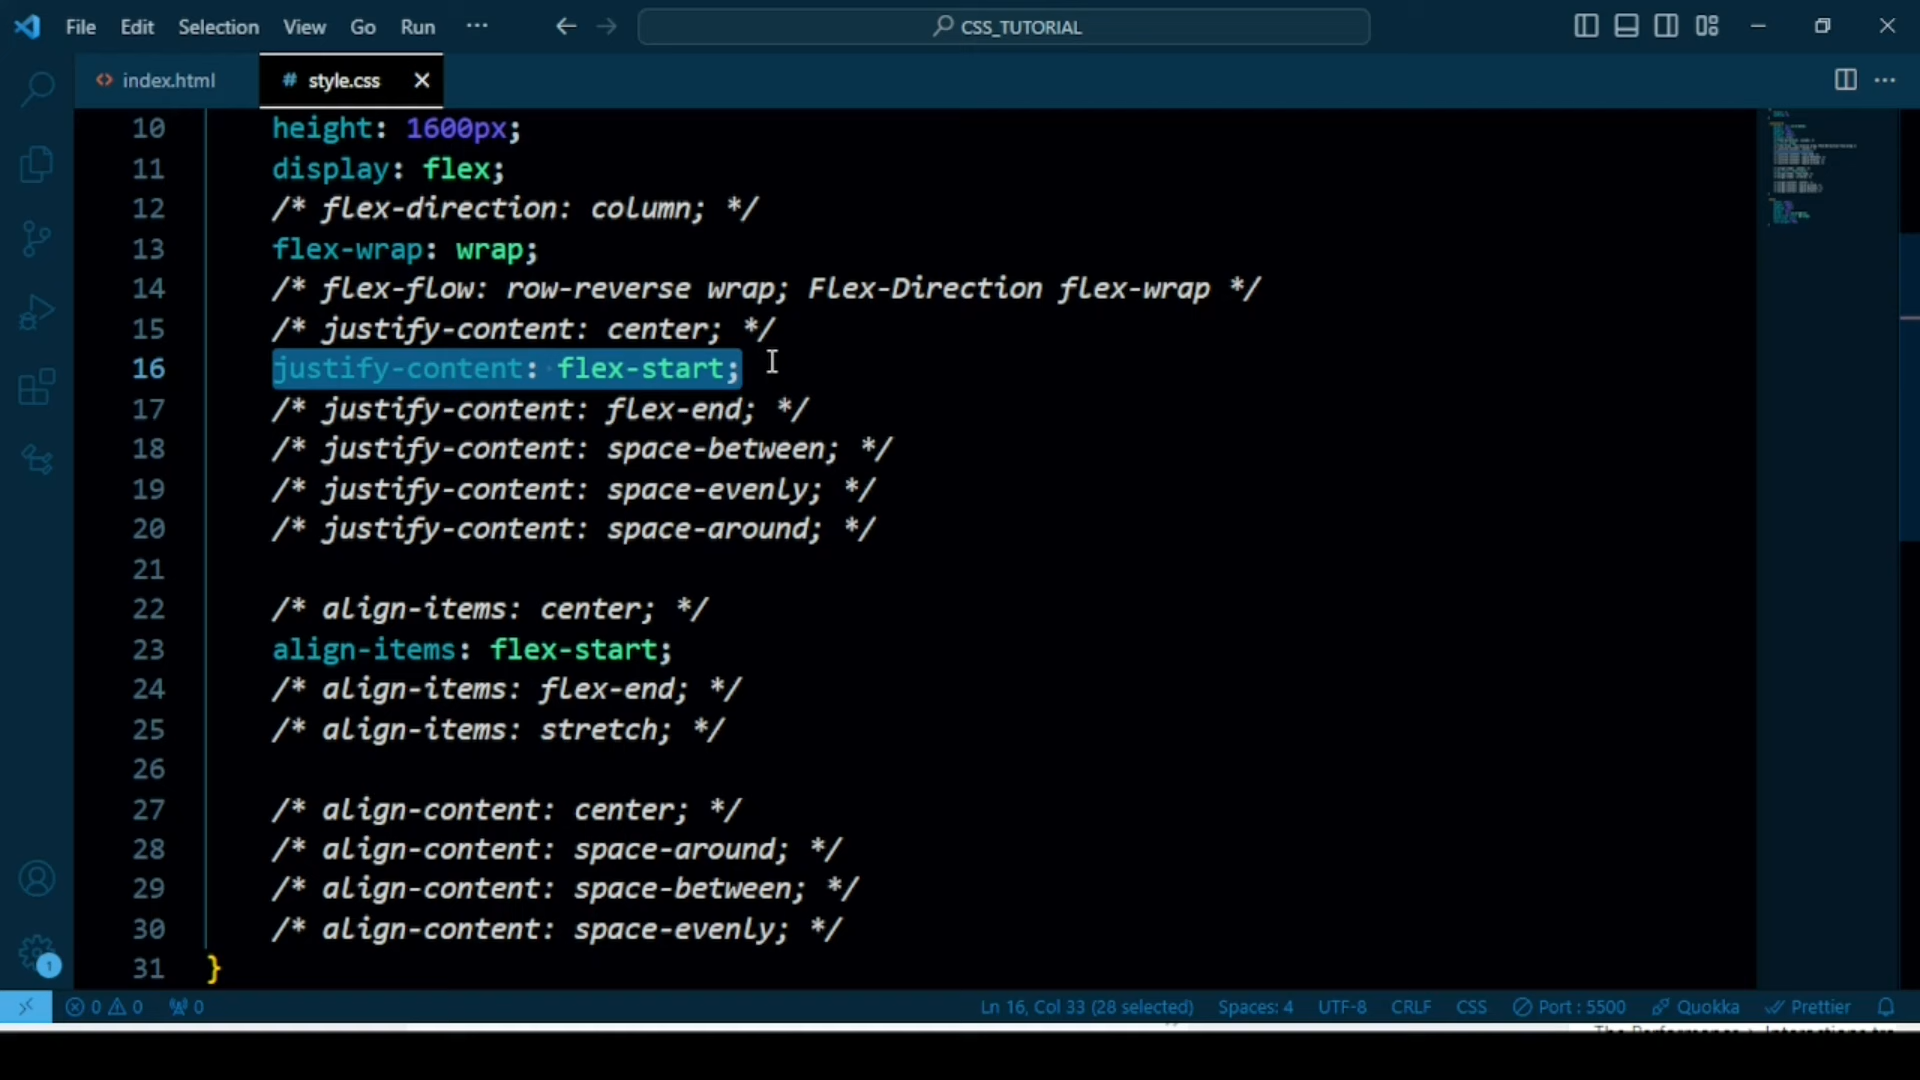 File Edit Selection View Go Run ··· CSS_TUTORIAL
index.html # style.css
10 height: 1600px;
11 display: flex;
12 /* flex-direction: column; */
13 flex-wrap: wrap;
14 /* flex-flow: row-reverse wrap; Flex-Direction flex-wrap */
15 /* justify-content: center; */
16 justify-content: flex-start;
17 /* justify-content: flex-end; */
18 /* justify-content: space-between; */
19 /* justify-content: space-evenly; */
20 /* justify-content: space-around; */
21
22 /* align-items: center; */
23 align-items: flex-start;
24 /* align-items: flex-end; */
25 /* align-items: stretch; */
26
27 /* align-content: center; */
28 /* align-content: space-around; */
29 /* align-content: space-between; */
30 /* align-content: space-evenly; */
31 }
1
0 0 0 Ln 16, Col 33 (28 selected) Spaces: 4 UTF-8 CRLF CSS Port : 5500 Quokka Prettier